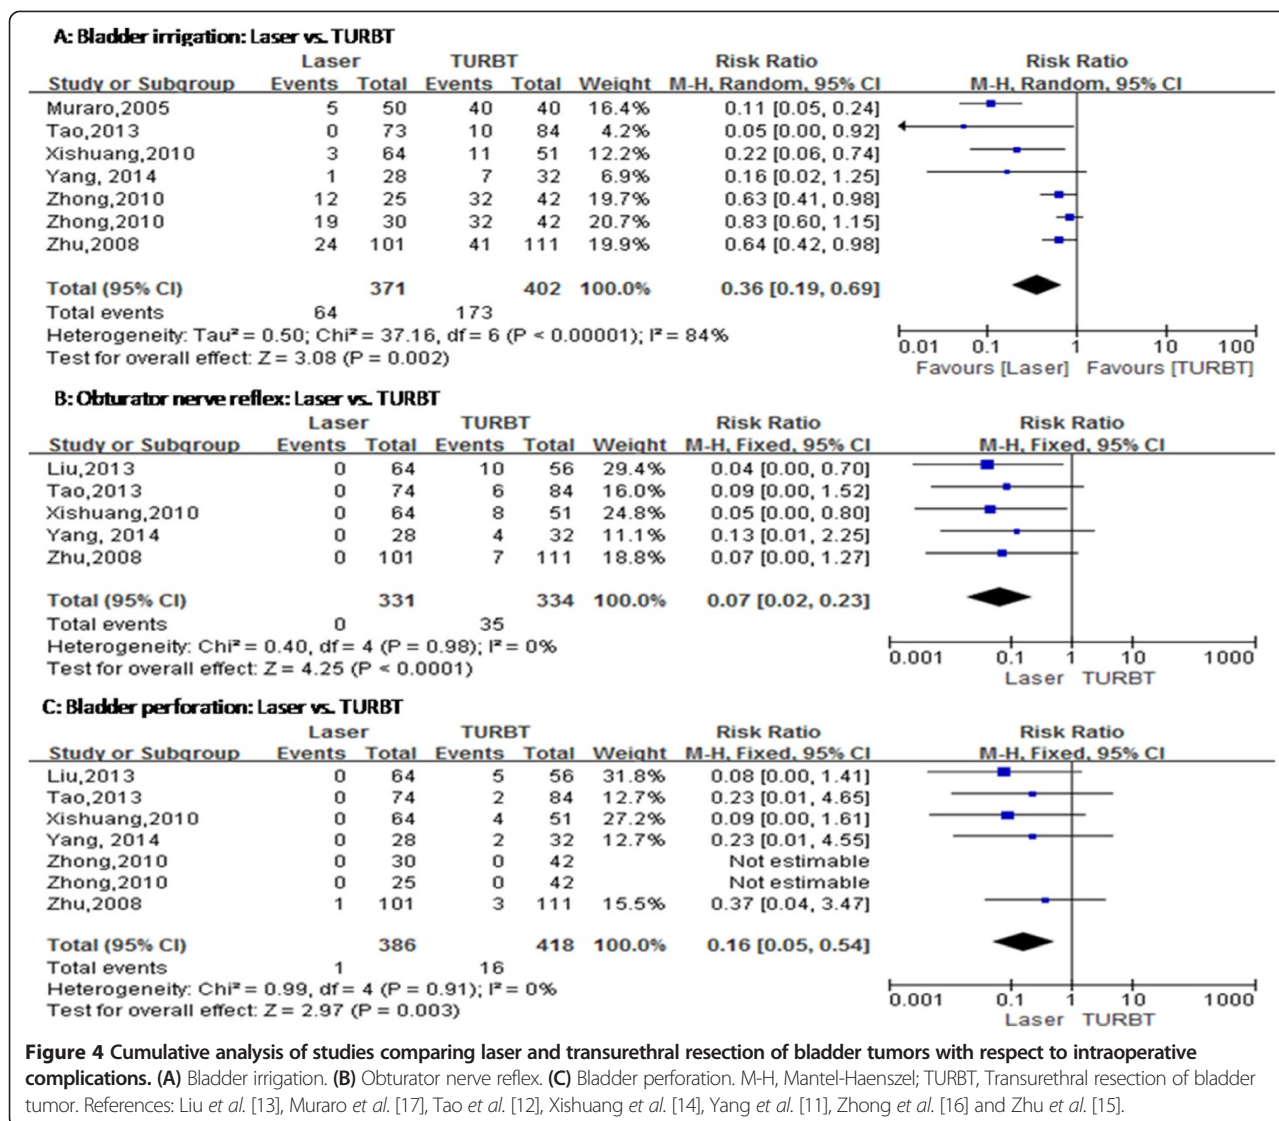 A: Bladder irrigation: Laser vs. TURBT
Laser TURBT Risk Ratio Risk Ratio
Study or Subgroup Events Total Events Total Weight M-H, Random, 95% CI M-H, Random, 95% CI
Muraro,2005 5 50 40 40 16.4% 0.11 [0.05, 0.24]
Tao,2013 0 73 10 84 4.2% 0.05 [0.00, 0.92]
Xishuang,2010 3 64 11 51 12.2% 0.22 [0.06, 0.74]
Yang, 2014 1 28 7 32 6.9% 0.16 [0.02, 1.25]
Zhong,2010 12 25 32 42 19.7% 0.63 [0.41, 0.98]
Zhong,2010 19 30 32 42 20.7% 0.83 [0.60, 1.15]
Zhu,2008 24 101 41 111 19.9% 0.64 [0.42, 0.98]
Total (95% CI) 371 402 100.0% 0.36 [0.19, 0.69]
Total events 64 173
Heterogeneity: Tau² = 0.50; Chi² = 37.16, df = 6 (P < 0.00001); I² = 84%
Test for overall effect: Z = 3.08 (P = 0.002)
0.01 0.1 1 10 100
Favours [Laser] Favours [TURBT]
B: Obturator nerve reflex: Laser vs. TURBT
Laser TURBT Risk Ratio Risk Ratio
Study or Subgroup Events Total Events Total Weight M-H, Fixed, 95% CI M-H, Fixed, 95% CI
Liu,2013 0 64 10 56 29.4% 0.04 [0.00, 0.70]
Tao,2013 0 74 6 84 16.0% 0.09 [0.00, 1.52]
Xishuang,2010 0 64 8 51 24.8% 0.05 [0.00, 0.80]
Yang, 2014 0 28 4 32 11.1% 0.13 [0.01, 2.25]
Zhu,2008 0 101 7 111 18.8% 0.07 [0.00, 1.27]
Total (95% CI) 331 334 100.0% 0.07 [0.02, 0.23]
Total events 0 35
Heterogeneity: Chi² = 0.40, df = 4 (P = 0.98); I² = 0%
Test for overall effect: Z = 4.25 (P < 0.0001)
0.001 0.1 1 10 1000
Laser TURBT
C: Bladder perforation: Laser vs. TURBT
Laser TURBT Risk Ratio Risk Ratio
Study or Subgroup Events Total Events Total Weight M-H, Fixed, 95% CI M-H, Fixed, 95% CI
Liu,2013 0 64 5 56 31.8% 0.08 [0.00, 1.41]
Tao,2013 0 74 2 84 12.7% 0.23 [0.01, 4.65]
Xishuang,2010 0 64 4 51 27.2% 0.09 [0.00, 1.61]
Yang, 2014 0 28 2 32 12.7% 0.23 [0.01, 4.55]
Zhong,2010 0 30 0 42 Not estimable
Zhong,2010 0 25 0 42 Not estimable
Zhu,2008 1 101 3 111 15.5% 0.37 [0.04, 3.47]
Total (95% CI) 386 418 100.0% 0.16 [0.05, 0.54]
Total events 1 16
Heterogeneity: Chi² = 0.99, df = 4 (P = 0.91); I² = 0%
Test for overall effect: Z = 2.97 (P = 0.003)
0.001 0.1 1 10 1000
Laser TURBT
Figure 4 Cumulative analysis of studies comparing laser and transurethral resection of bladder tumors with respect to intraoperative
complications. (A) Bladder irrigation. (B) Obturator nerve reflex. (C) Bladder perforation. M-H, Mantel-Haenszel; TURBT, Transurethral resection of bladder
tumor. References: Liu et al. [13], Muraro et al. [17], Tao et al. [12], Xishuang et al. [14], Yang et al. [11], Zhong et al. [16] and Zhu et al. [15].